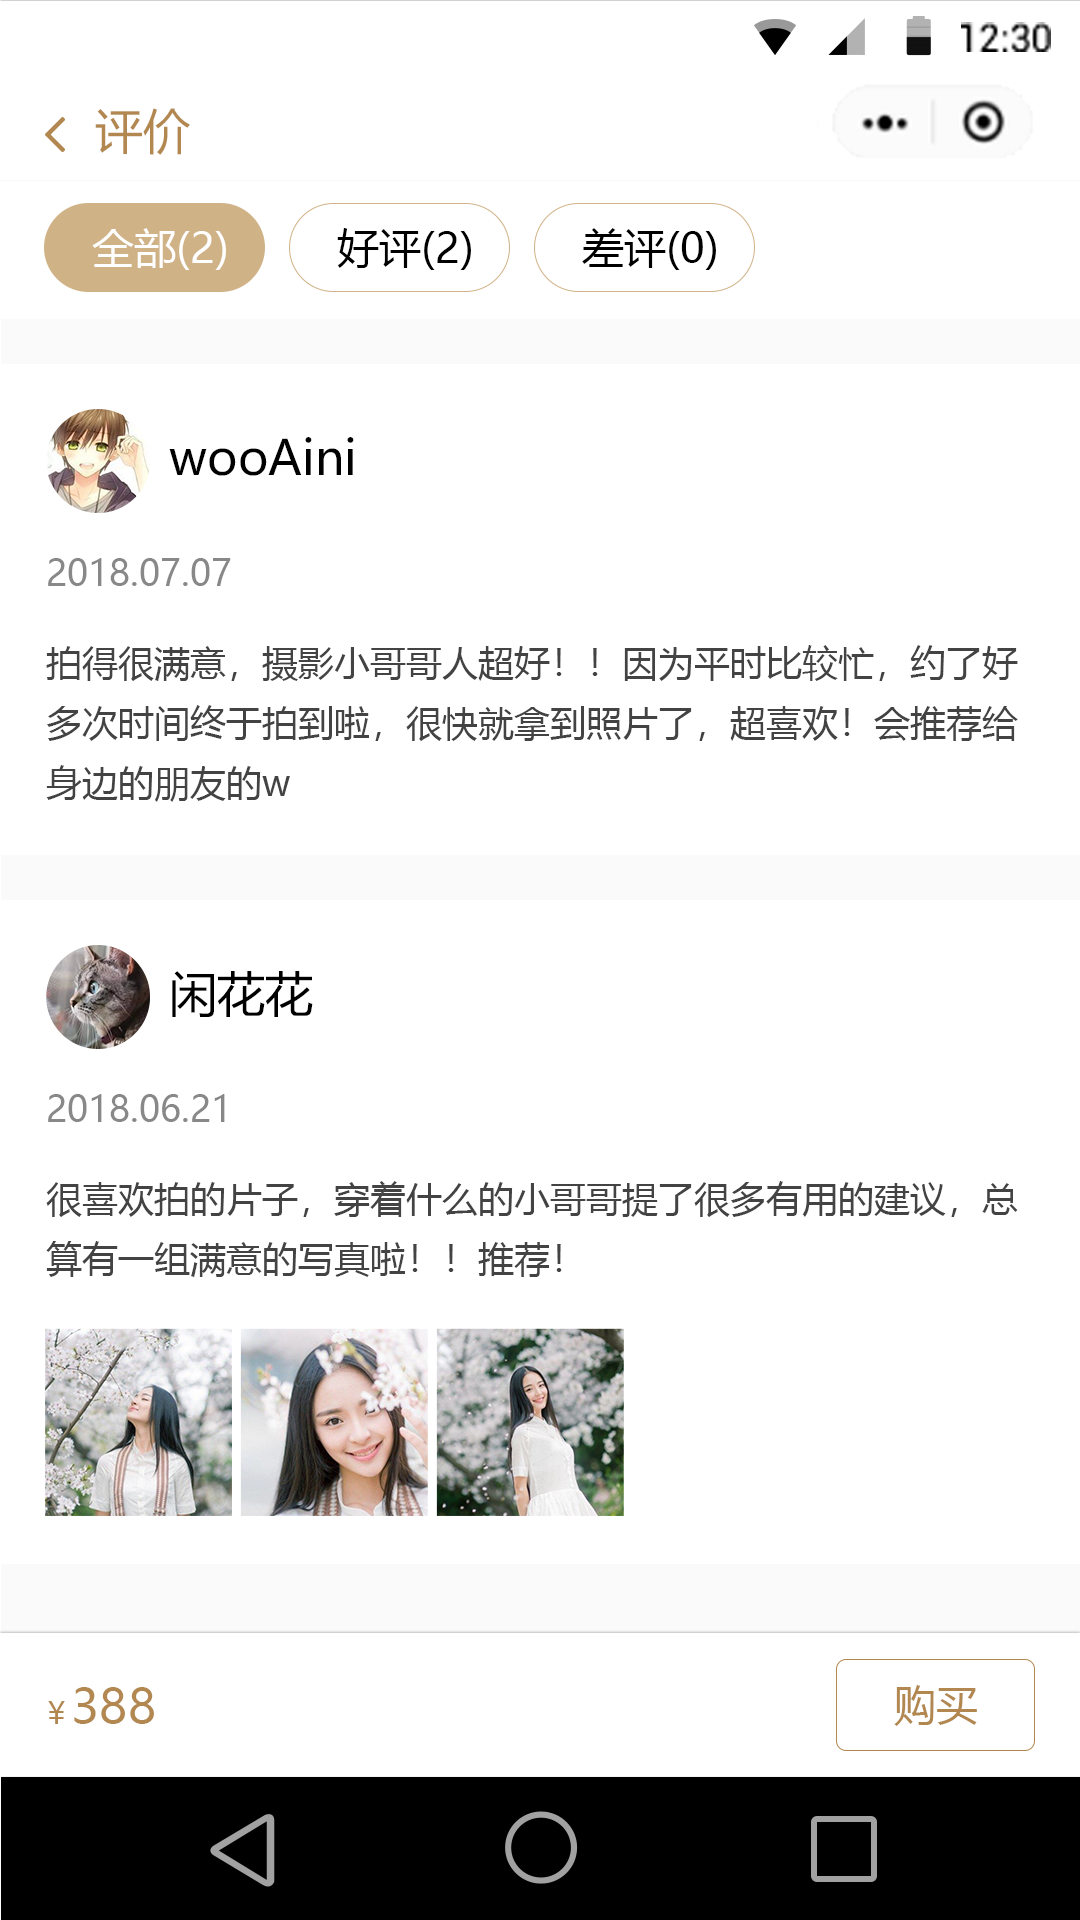 12:30
评价
全部(2) 好评(2) 差评(0)
wooAini
2018.07.07
拍得很满意，摄影小哥哥人超好！！因为平时比较忙，约了好
多次时间终于拍到啦，很快就拿到照片了，超喜欢！会推荐给
身边的朋友的w
闲花花
2018.06.21
很喜欢拍的片子，穿着什么的小哥哥提了很多有用的建议，总
算有一组满意的写真啦！！推荐！
¥388 购买